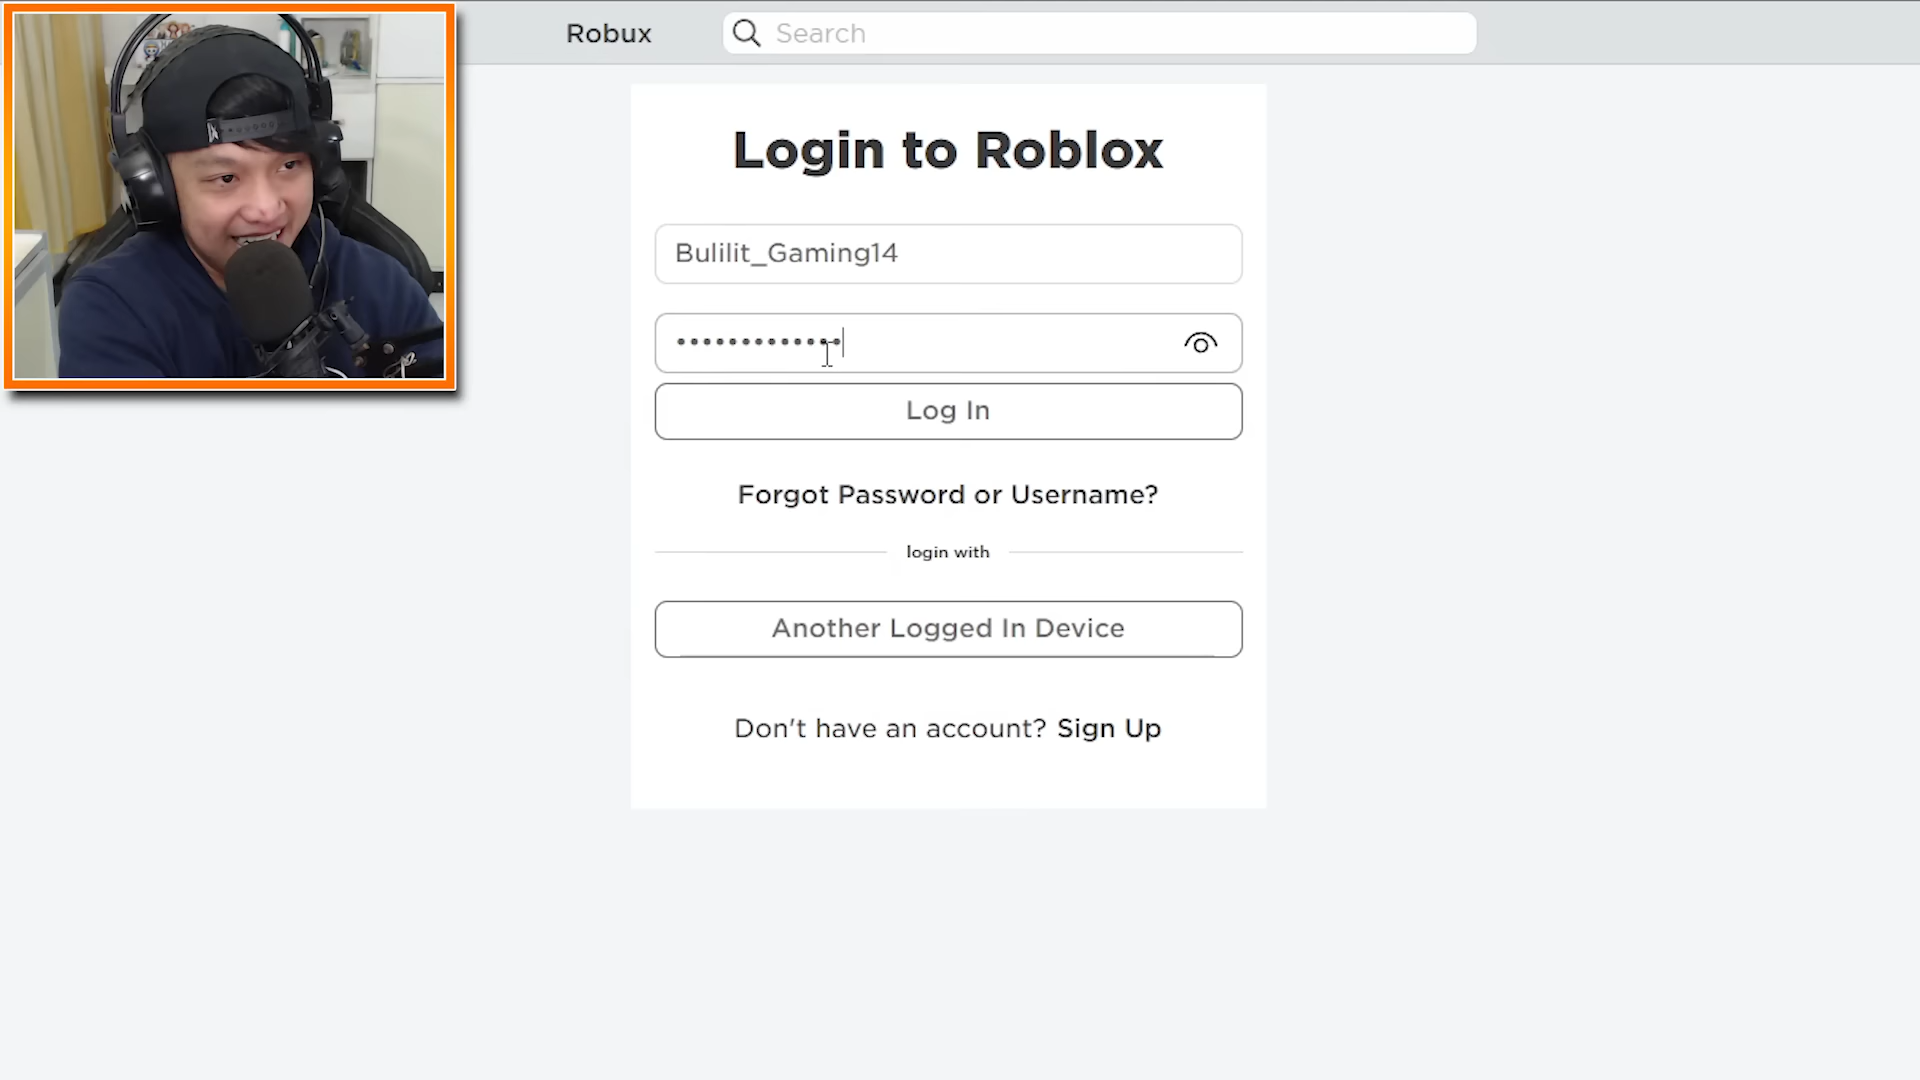 Robux
Search
Login to Roblox
Bulilit_Gaming14
•••••••••••••
Log In
Forgot Password or Username?
login with
Another Logged In Device
Don't have an account? Sign Up